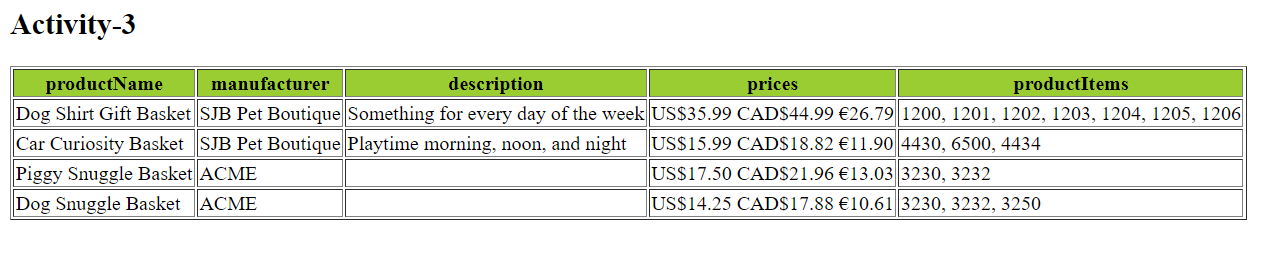 Activity-3
productName manufacturer description prices productItems
Dog Shirt Gift Basket SJB Pet Boutique Something for every day of the week US$35.99 CAD$44.99 €26.79 1200, 1201, 1202, 1203, 1204, 1205, 1206
Car Curiosity Basket SJB Pet Boutique Playtime morning, noon, and night US$15.99 CAD$18.82 €11.90 4430, 6500, 4434
Piggy Snuggle Basket ACME US$17.50 CAD$21.96 €13.03 3230, 3232
Dog Snuggle Basket ACME US$14.25 CAD$17.88 €10.61 3230, 3232, 3250